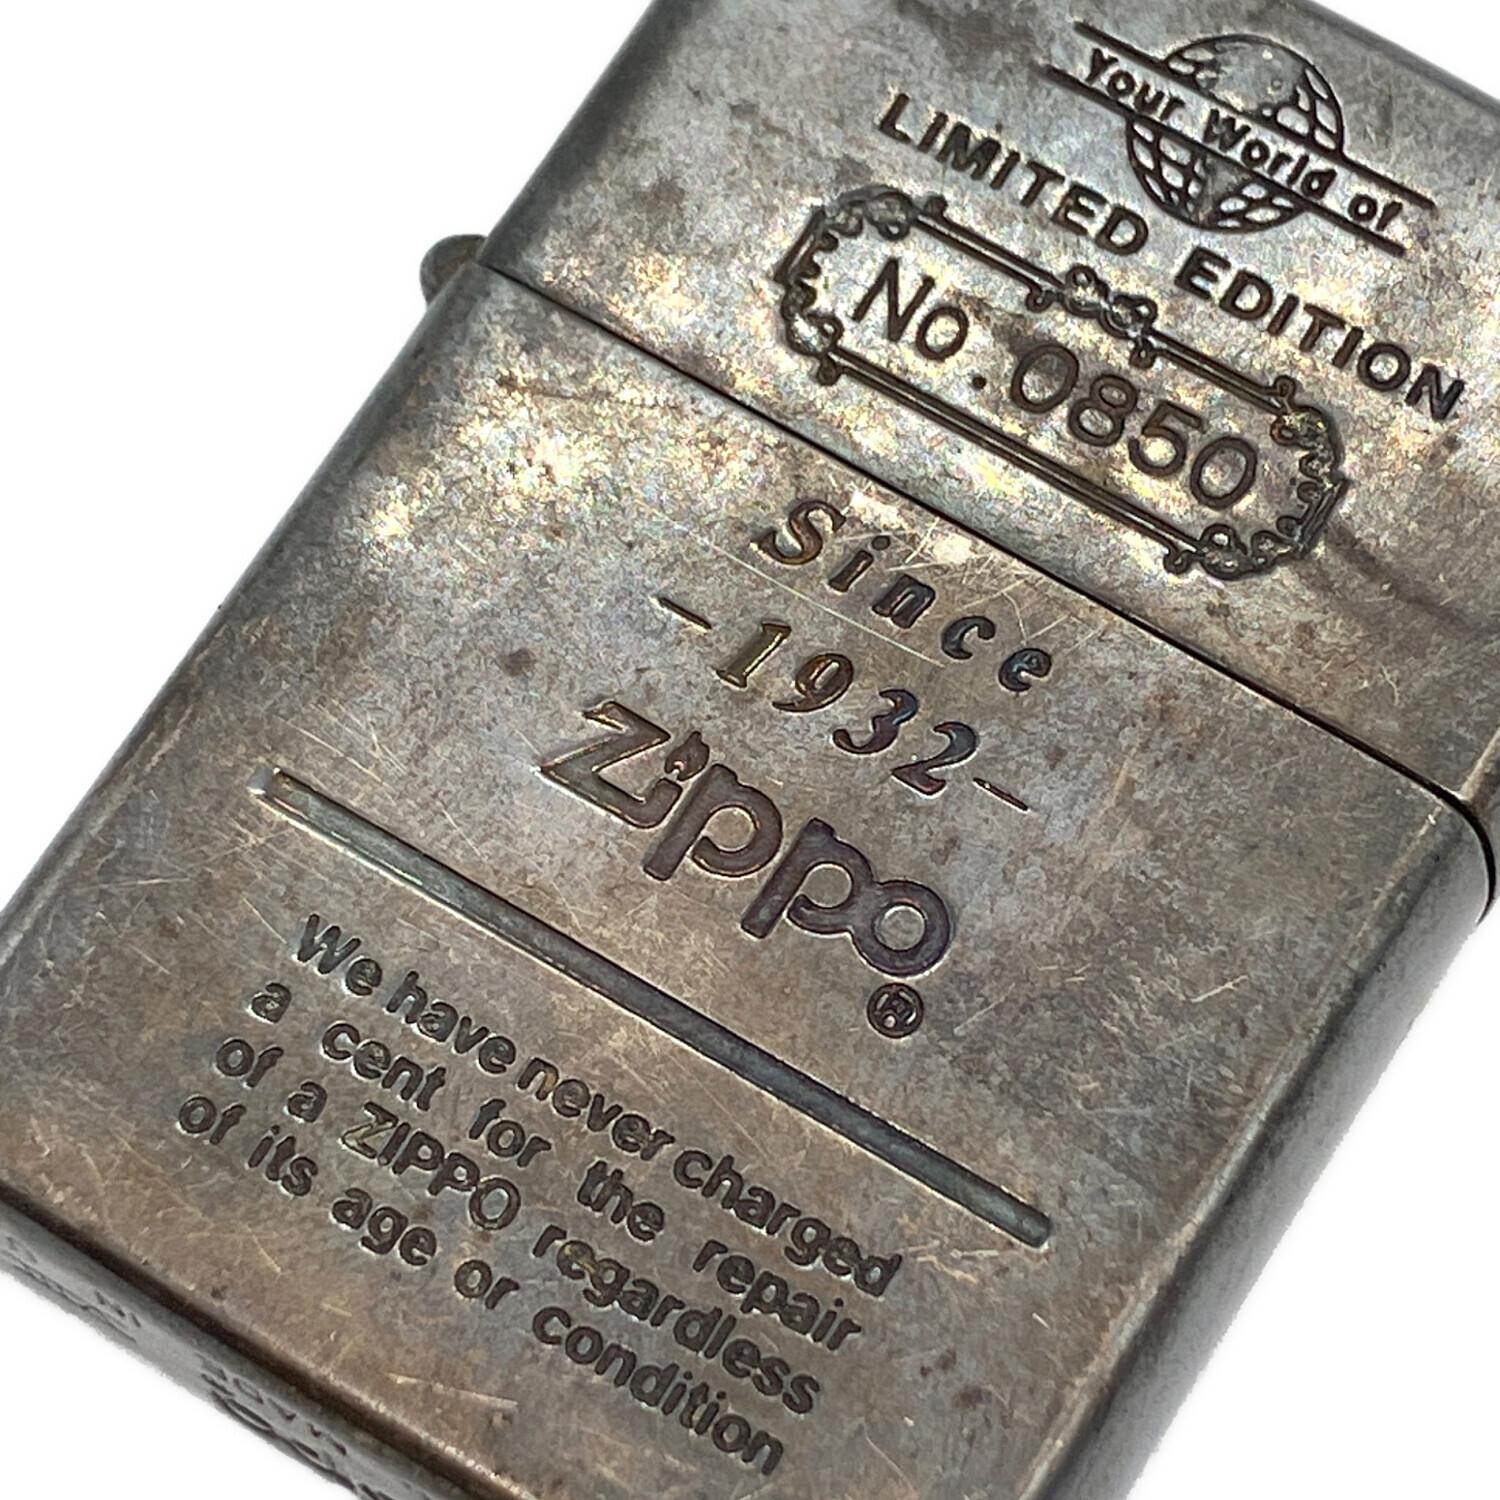 Your World of
LIMITED EDITION
No.0850
Since
-1932-
Zippo
®
We have never charged
a cent for the repair
of a ZIPPO regardless
of its age or condition